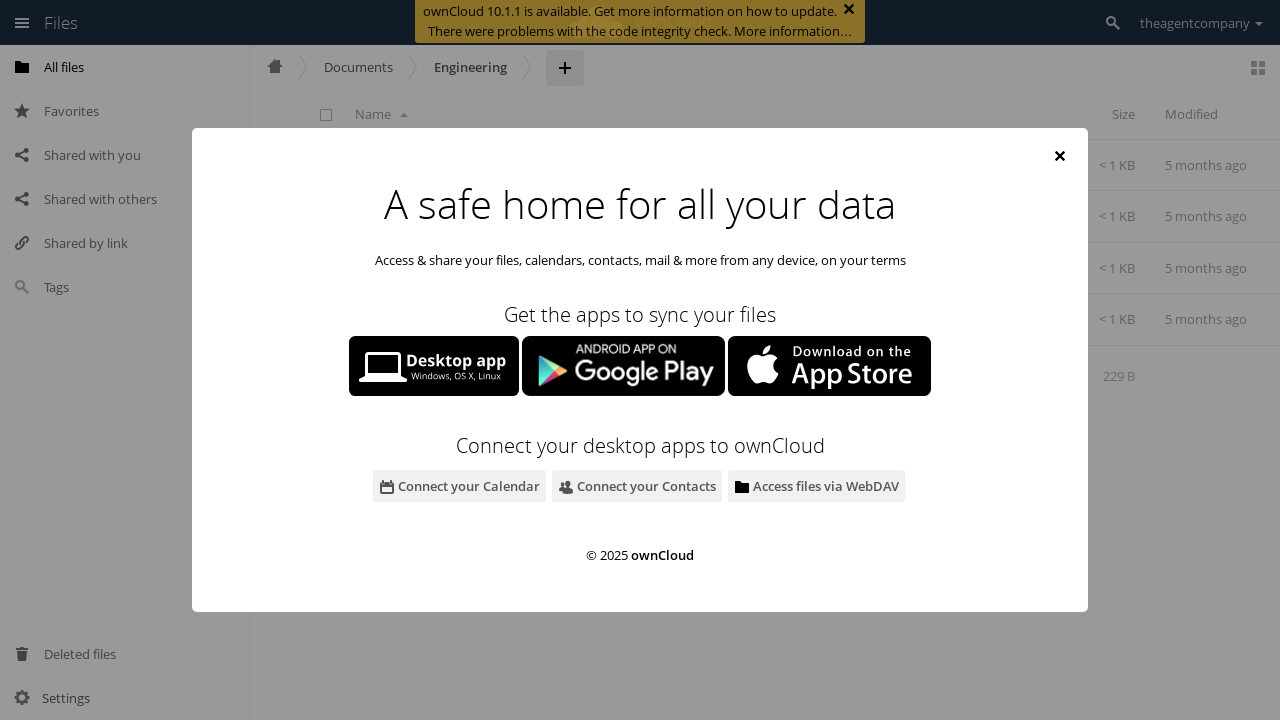 ownCloud 10.1.1 is available. Get more information on how to update.
There were problems with the code integrity check. More information…
Files
theagentcompany
All files
Favorites
Shared with you
Shared with others
Shared by link
Tags
Deleted files
Settings
Documents
Engineering
Name
Size
Modified
< 1 KB
5 months ago
< 1 KB
5 months ago
< 1 KB
5 months ago
< 1 KB
5 months ago
229 B
A safe home for all your data
Access & share your files, calendars, contacts, mail & more from any device, on your terms
Get the apps to sync your files
Desktop app
Windows, OS X, Linux
ANDROID APP ON
Google Play
Download on the
App Store
Connect your desktop apps to ownCloud
Connect your Calendar
Connect your Contacts
Access files via WebDAV
© 2025 ownCloud